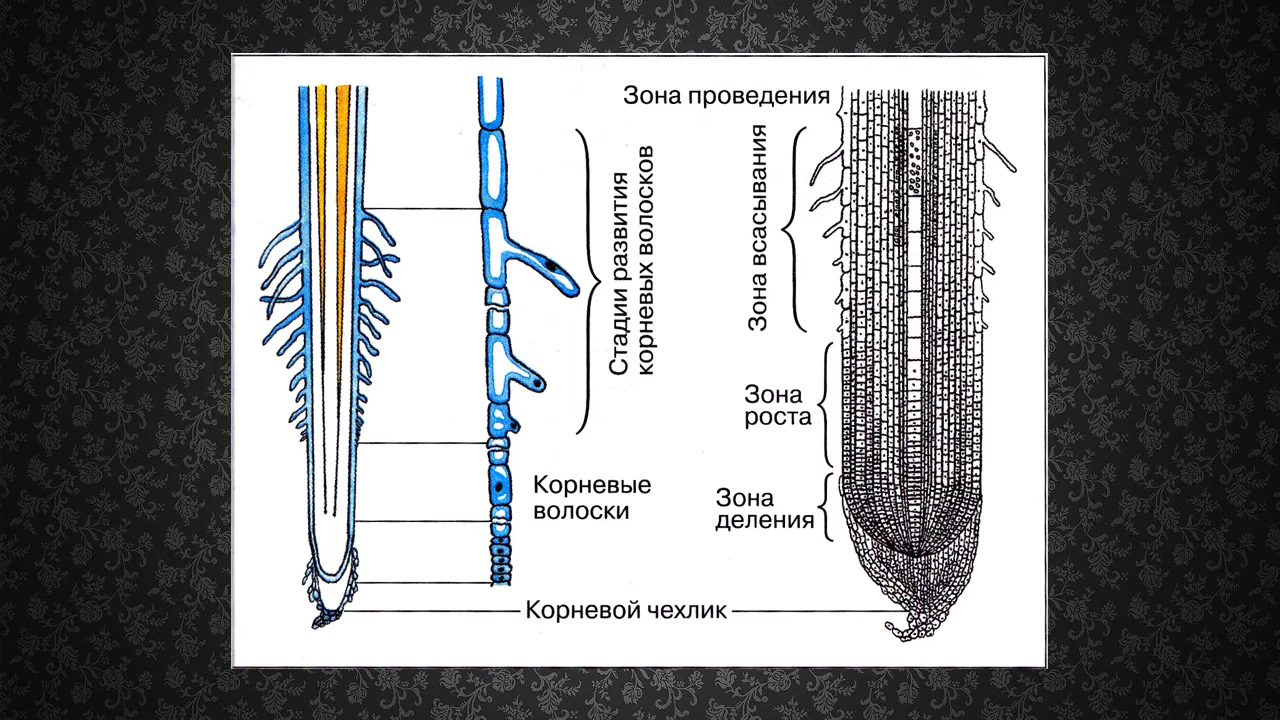 Зона проведения
Стадии развития
корневых волосков
Зона всасывания
Зона
роста
Корневые
волоски
Зона
деления
Корневой чехлик